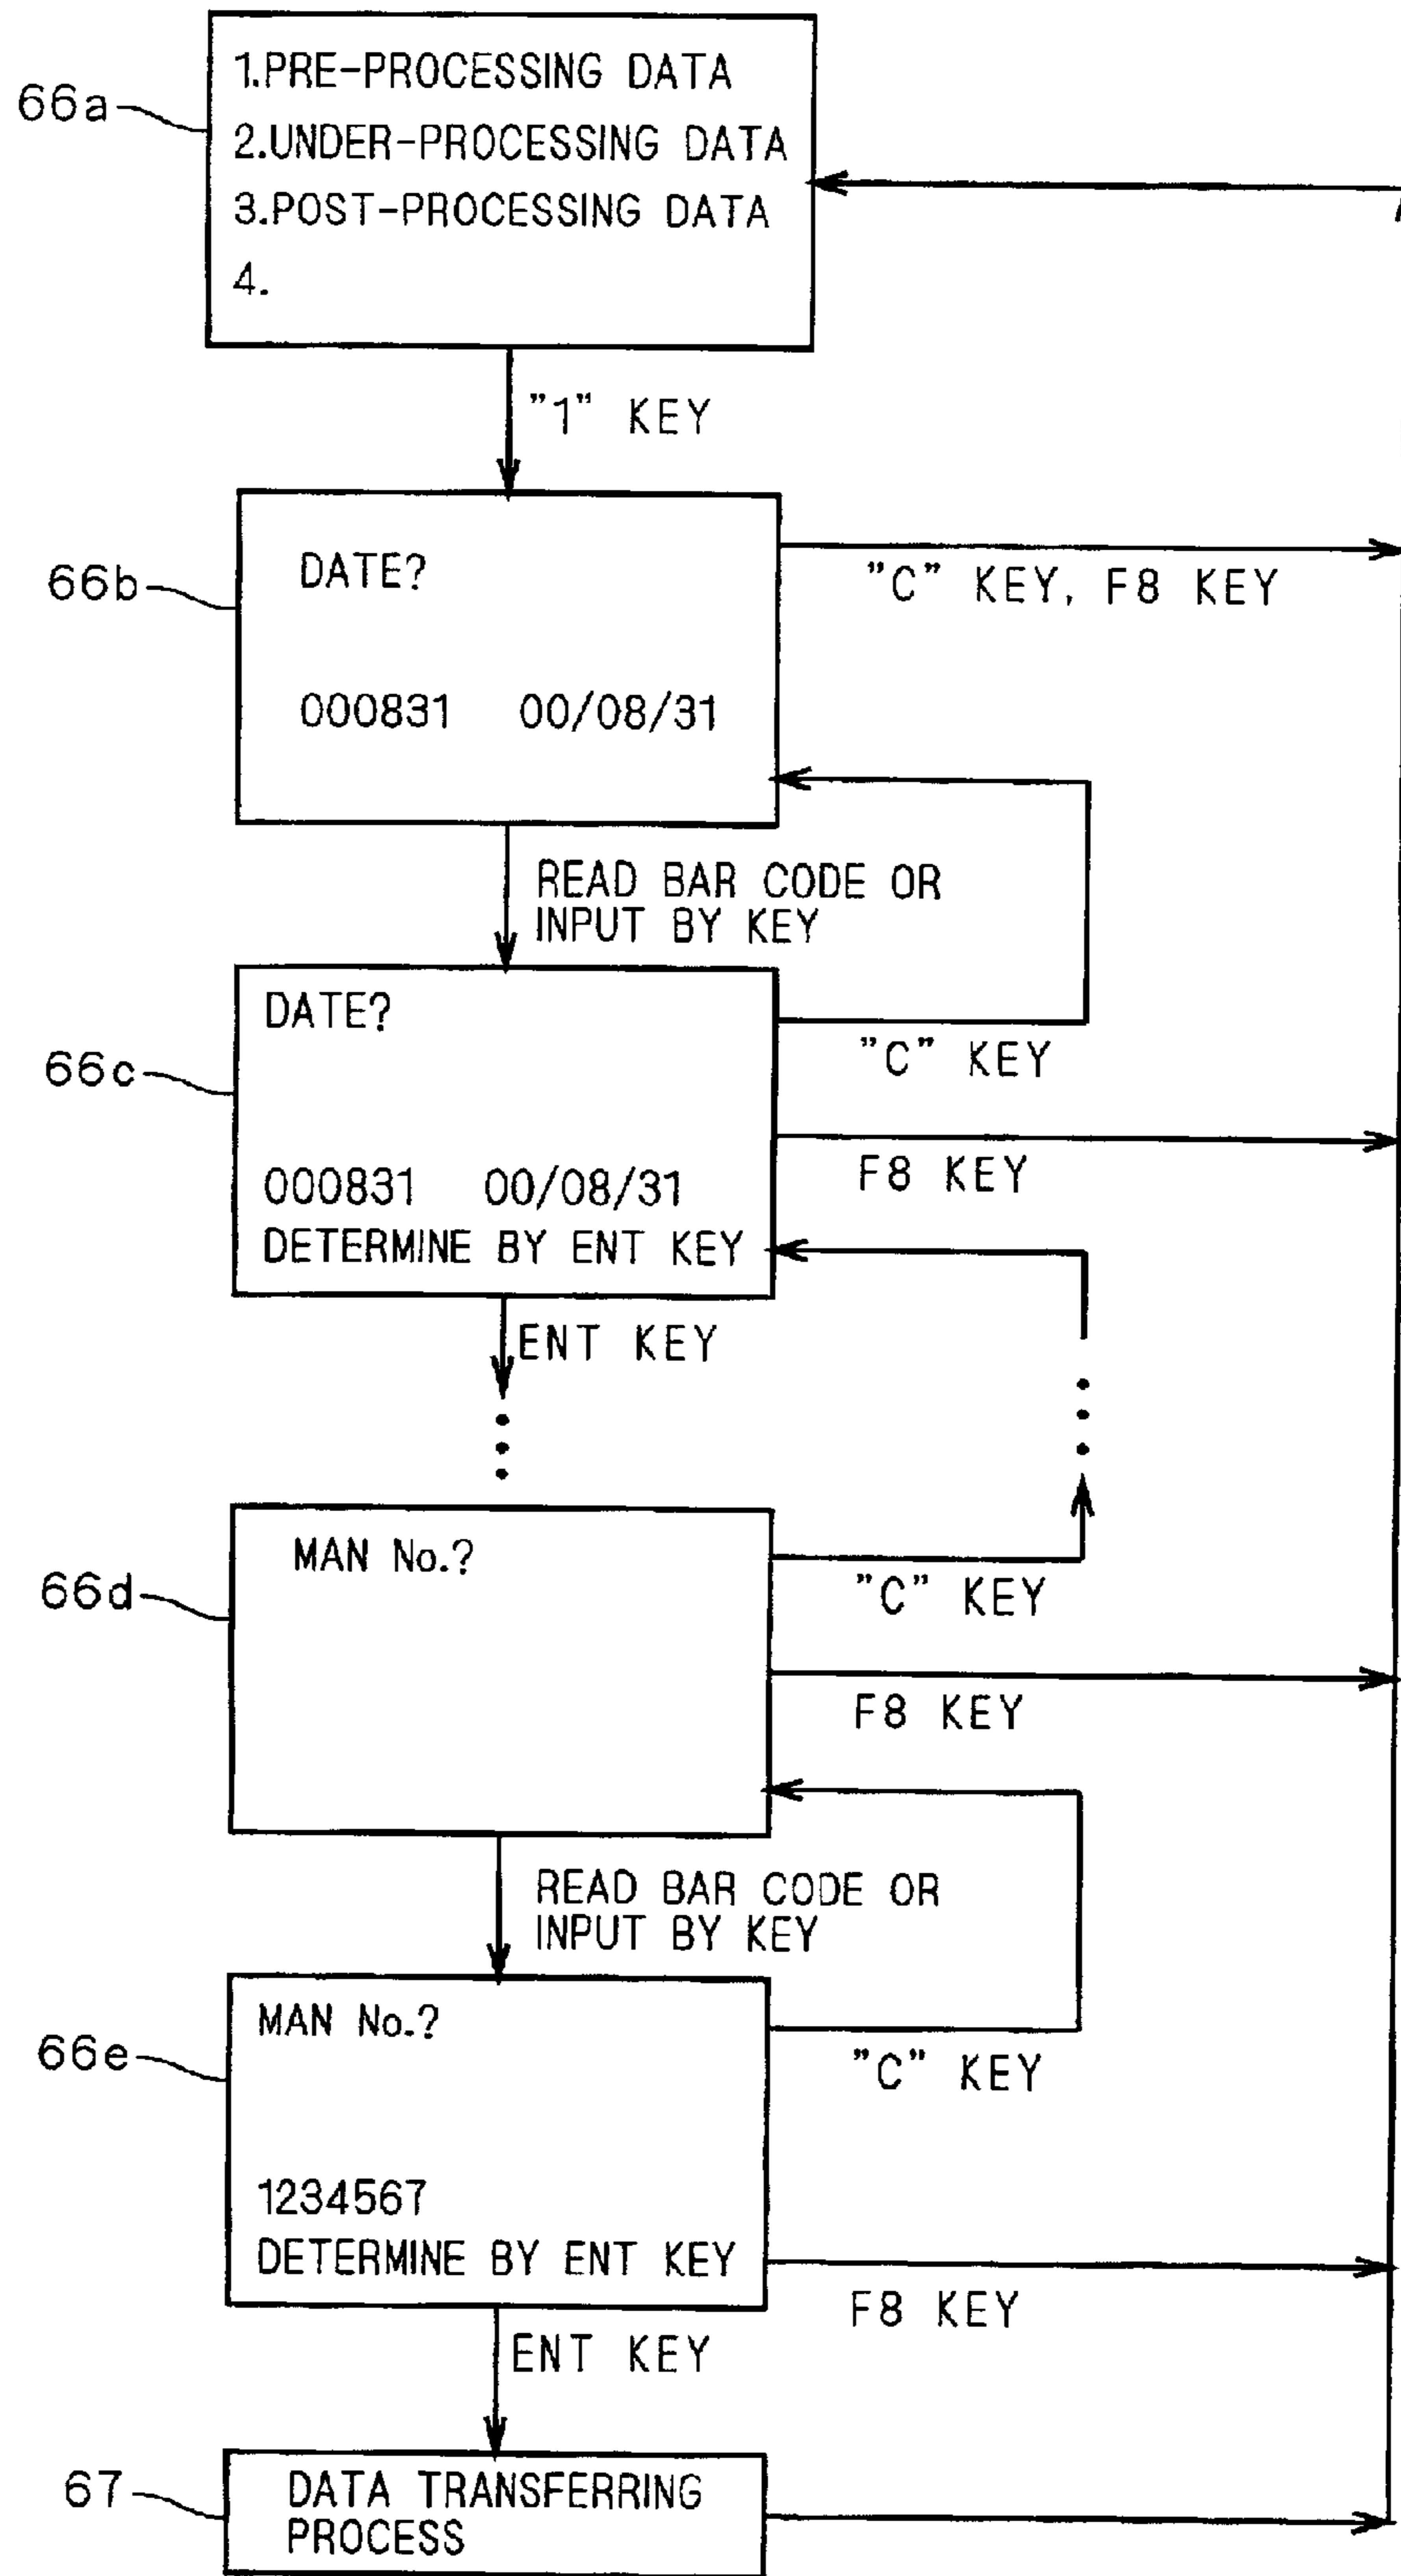 66a
1.PRE-PROCESSING DATA
2.UNDER-PROCESSING DATA
3.POST-PROCESSING DATA
4.
"1" KEY
66b
DATE?
000831 00/08/31
"C" KEY, F8 KEY
READ BAR CODE OR
INPUT BY KEY
66c
DATE?
000831 00/08/31
DETERMINE BY ENT KEY
"C" KEY
F8 KEY
ENT KEY
66d
MAN No.?
"C" KEY
F8 KEY
READ BAR CODE OR
INPUT BY KEY
66e
MAN No.?
1234567
DETERMINE BY ENT KEY
"C" KEY
F8 KEY
ENT KEY
67
DATA TRANSFERRING
PROCESS